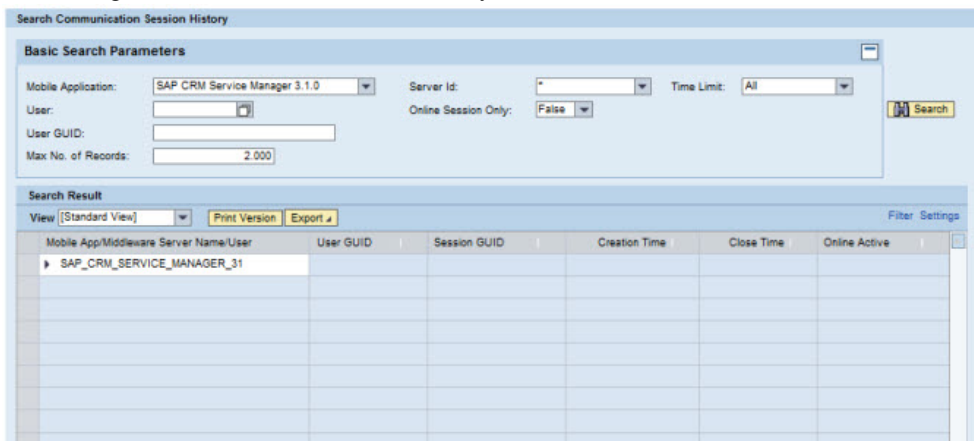 Search Communication Session History
Basic Search Parameters
Mobile Application: SAP CRM Service Manager 3.1.0 Server Id: * Time Limit: All
User: Online Session Only: False Search
User GUID:
Max No. of Records: 2.000
Search Result
View [Standard View] Print Version Export Filter Settings
Mobile App/Middleware Server Name/User User GUID Session GUID Creation Time Close Time Online Active
SAP_CRM_SERVICE_MANAGER_31